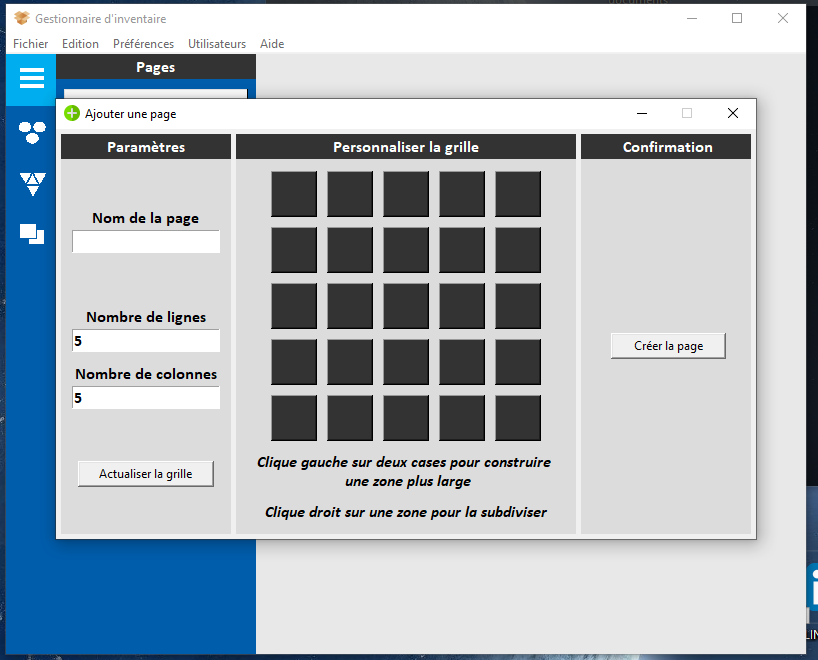 Gestionnaire d'inventaire
Fichier Edition Préférences Utilisateurs Aide
Pages
Ajouter une page
Paramètres
Nom de la page
Nombre de lignes
5
Nombre de colonnes
5
Actualiser la grille
Personnaliser la grille
Clique gauche sur deux cases pour construire
une zone plus large
Clique droit sur une zone pour la subdiviser
Confirmation
Créer la page